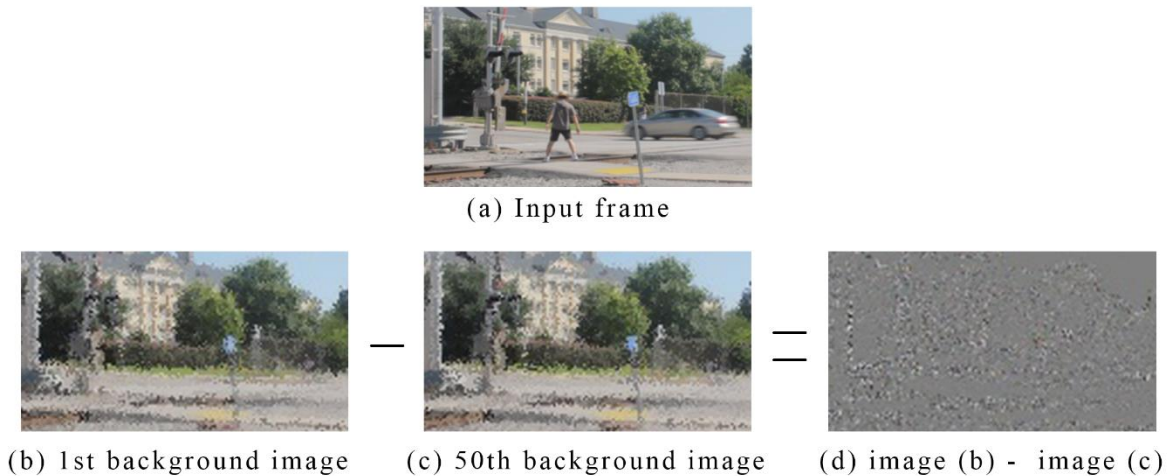 (a) Input frame
(b) 1st background image
(c) 50th background image
(d) image (b) - image (c)